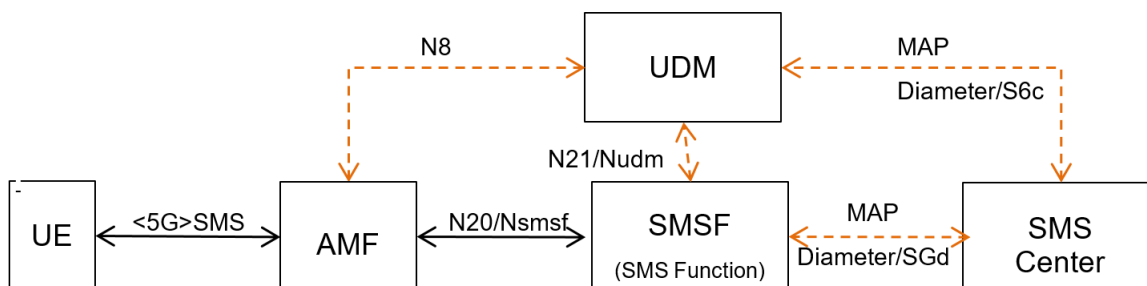 N8
UDM
MAP
Diameter/S6c
N21/Nudm
UE
<5G>SMS
AMF
N20/Nsmsf
SMSF
(SMS Function)
MAP
Diameter/SGd
SMS
Center